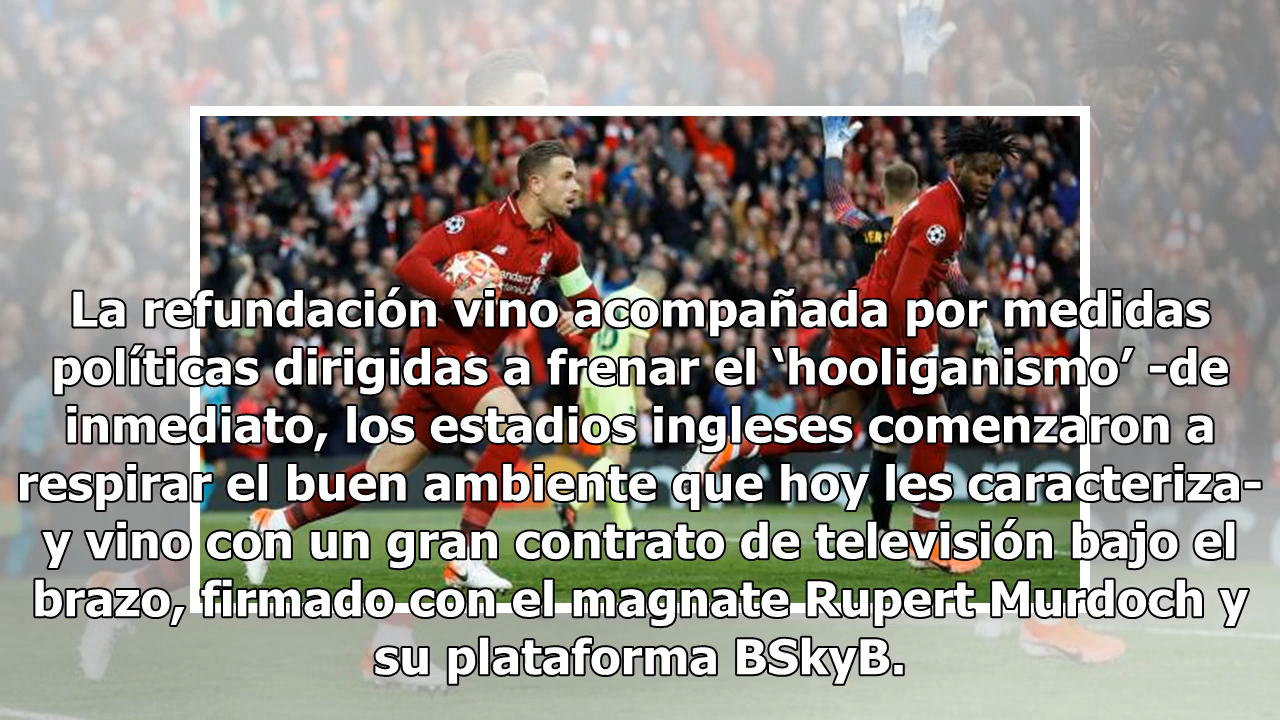 La refundación vino acompañada por medidas
políticas dirigidas a frenar el ‘hooliganismo’ -de
inmediato, los estadios ingleses comenzaron a
respirar el buen ambiente que hoy les caracteriza-
y vino con un gran contrato de televisión bajo el
brazo, firmado con el magnate Rupert Murdoch y
su plataforma BSkyB.